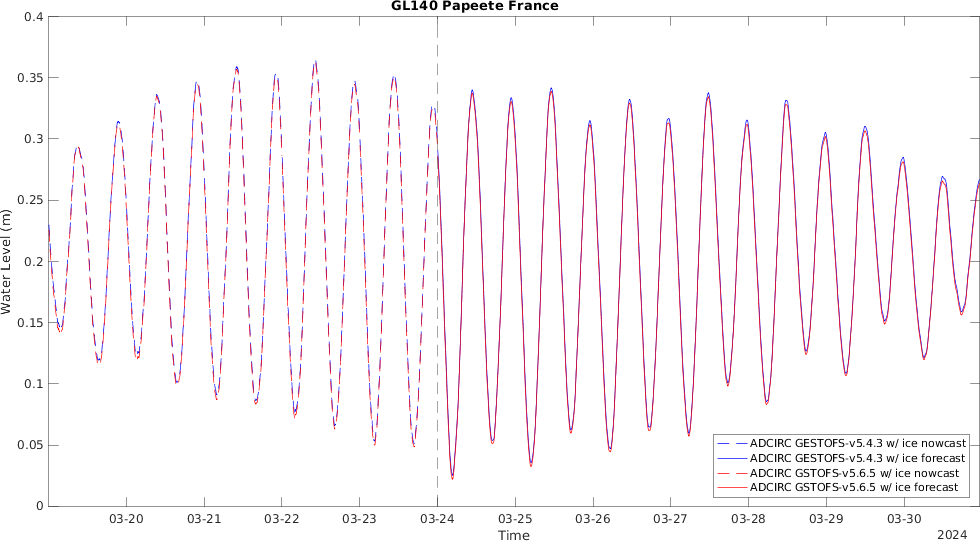 GL140 Papeete France
0.4
0.35
0.3
0.25
0.2
0.15
0.1
0.05
0
Water Level (m)
ADCIRC GESTOFS-v5.4.3 w/ ice nowcast
ADCIRC GESTOFS-v5.4.3 w/ ice forecast
ADCIRC GSTOFS-v5.6.5 w/ ice nowcast
ADCIRC GSTOFS-v5.6.5 w/ ice forecast
03-20 03-21 03-22 03-23 03-24 03-25 03-26 03-27 03-28 03-29 03-30
Time
2024